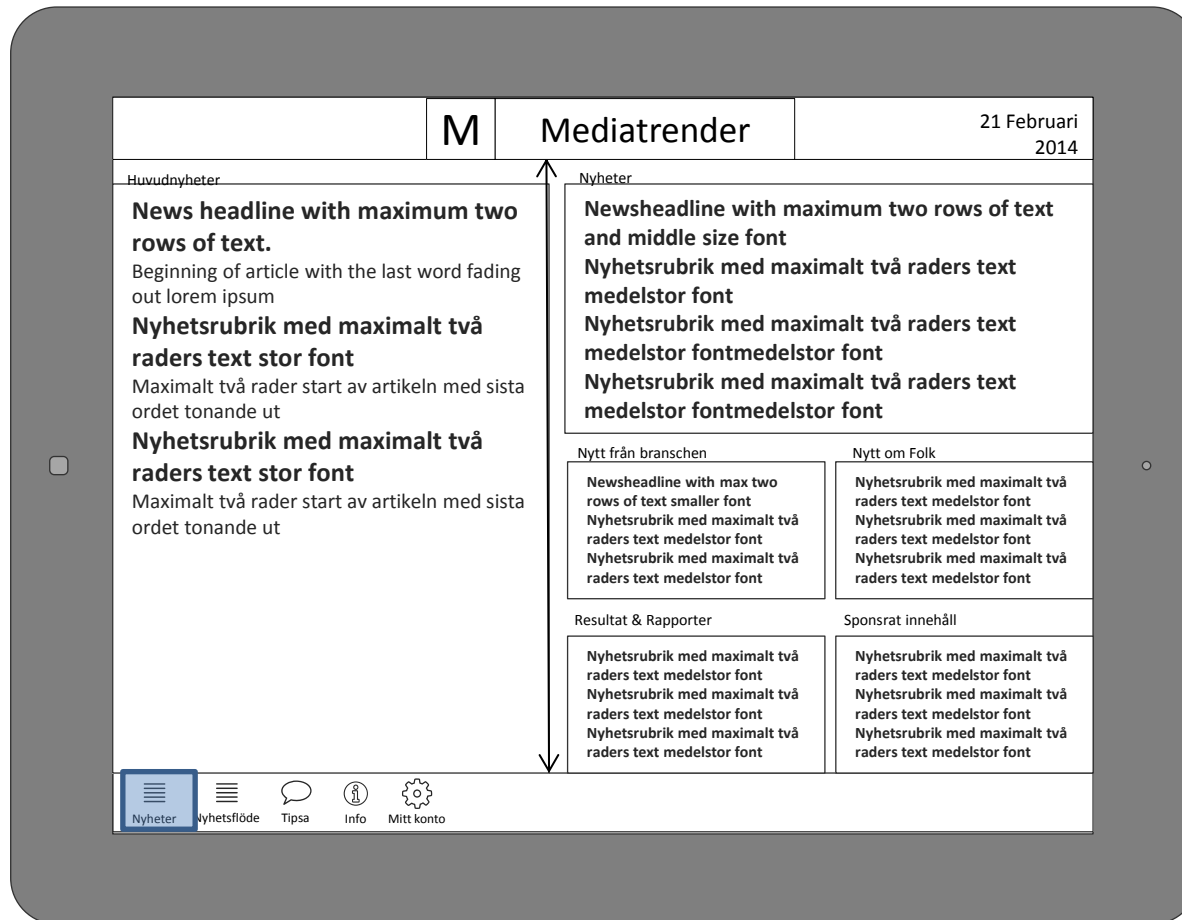 M
Mediatrender
21 Februari
2014
Huvudnyheter
News headline with maximum two
rows of text.
Beginning of article with the last word fading
out lorem ipsum
Nyhetsrubrik med maximalt två
raders text stor font
Maximalt två rader start av artikeln med sista
ordet tonande ut
Nyhetsrubrik med maximalt två
raders text stor font
Maximalt två rader start av artikeln med sista
ordet tonande ut
Nyheter
Newsheadline with maximum two rows of text
and middle size font
Nyhetsrubrik med maximalt två raders text
medelstor font
Nyhetsrubrik med maximalt två raders text
medelstor fontmedelstor font
Nyhetsrubrik med maximalt två raders text
medelstor fontmedelstor font
Nytt från branschen
Newsheadline with max two
rows of text smaller font
Nyhetsrubrik med maximalt två
raders text medelstor font
Nyhetsrubrik med maximalt två
raders text medelstor font
Nytt om Folk
Nyhetsrubrik med maximalt två
raders text medelstor font
Nyhetsrubrik med maximalt två
raders text medelstor font
Nyhetsrubrik med maximalt två
raders text medelstor font
Resultat & Rapporter
Nyhetsrubrik med maximalt två
raders text medelstor font
Nyhetsrubrik med maximalt två
raders text medelstor font
Nyhetsrubrik med maximalt två
raders text medelstor font
Sponsrat innehåll
Nyhetsrubrik med maximalt två
raders text medelstor font
Nyhetsrubrik med maximalt två
raders text medelstor font
Nyhetsrubrik med maximalt två
raders text medelstor font
Nyheter
Nyhetsflöde
Tipsa
Info
Mitt konto